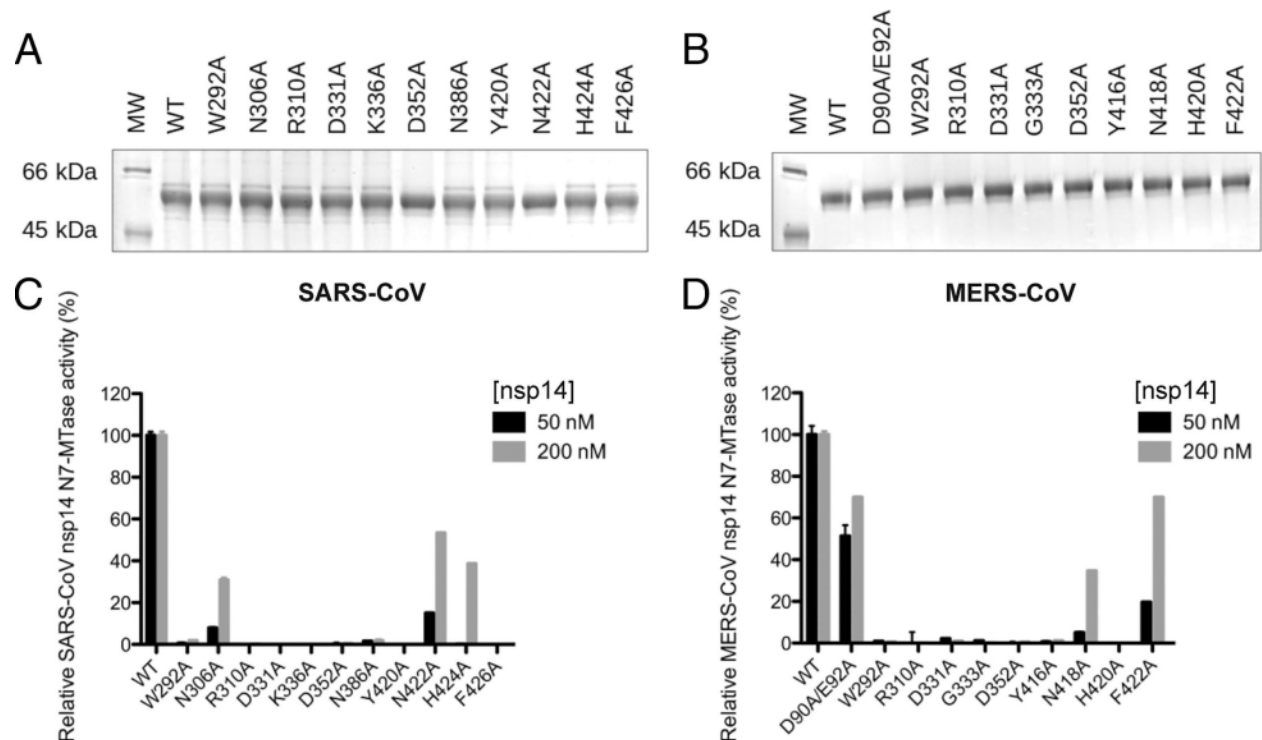 A
MW
WT
W292A
N306A
R310A
D331A
K336A
D352A
N386A
Y420A
N422A
H424A
F426A
66 kDa
45 kDa
SARS-CoV
B
MW
WT
D90A/E92A
W292A
R310A
D331A
G333A
D352A
Y416A
N418A
H420A
F422A
66 kDa
45 kDa
MERS-CoV
C
Relative SARS-CoV nsp14 N7-MTase activity (%)
120
100
80
60
40
20
0
[nsp14]
50 nM
200 nM
WT
W292A
N306A
R310A
D331A
K336A
D352A
N386A
Y420A
N422A
H424A
F426A
D
Relative MERS-CoV nsp14 N7-MTase activity (%)
120
100
80
60
40
20
0
[nsp14]
50 nM
200 nM
WT
D90A/E92A
W292A
R310A
D331A
G333A
D352A
Y416A
N418A
H420A
F422A